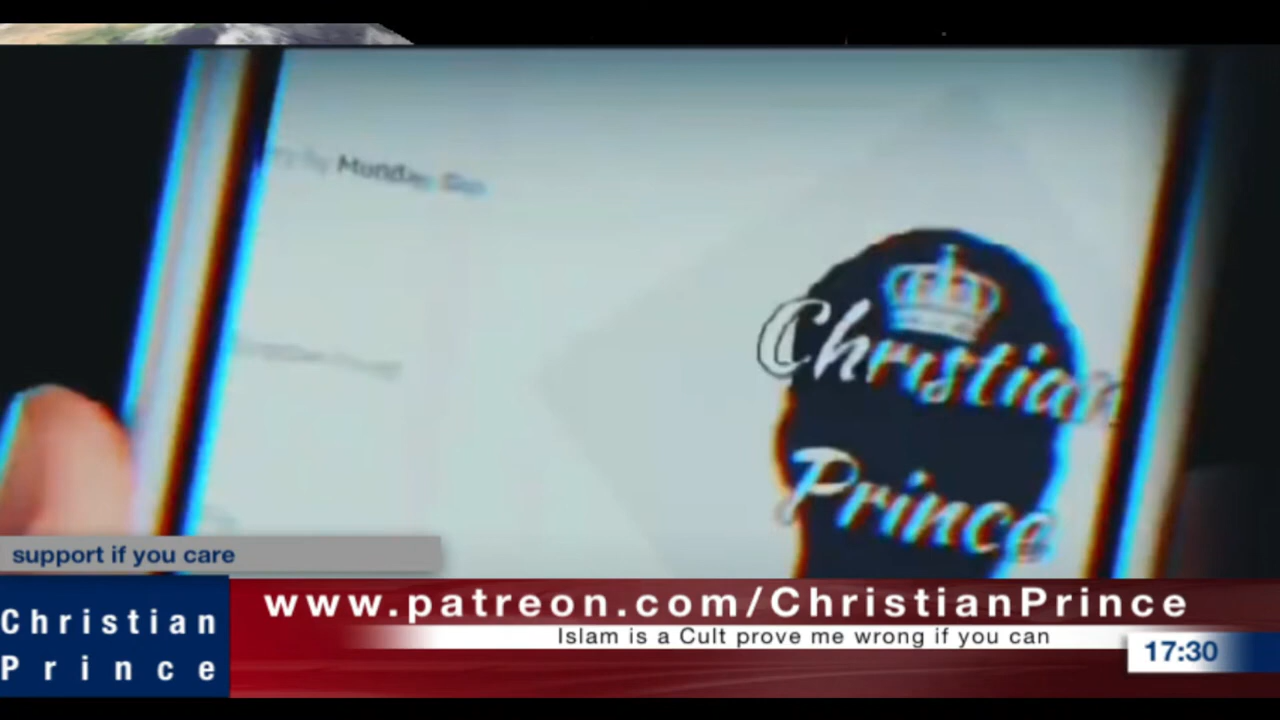 Munday
Christian
Prince
support if you care
Christian
Prince
www.patreon.com/ChristianPrince
Islam is a Cult prove me wrong if you can
17:30